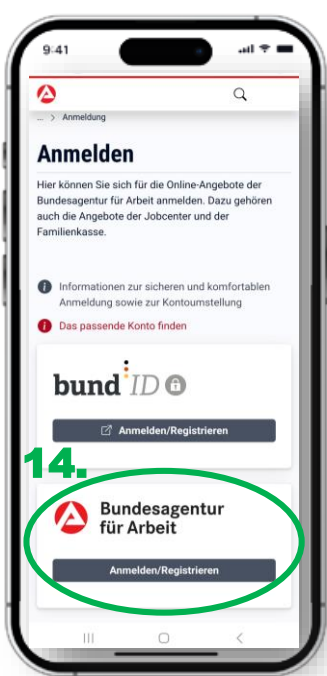 9:41
... > Anmeldung
Anmelden
Hier können Sie sich für die Online-Angebote der
Bundesagentur für Arbeit anmelden. Dazu gehören
auch die Angebote der Jobcenter und der
Familienkasse.
Informationen zur sicheren und komfortablen
Anmeldung sowie zur Kontoumstellung
Das passende Konto finden
bund ID
Anmelden/Registrieren
14.
Bundesagentur
für Arbeit
Anmelden/Registrieren